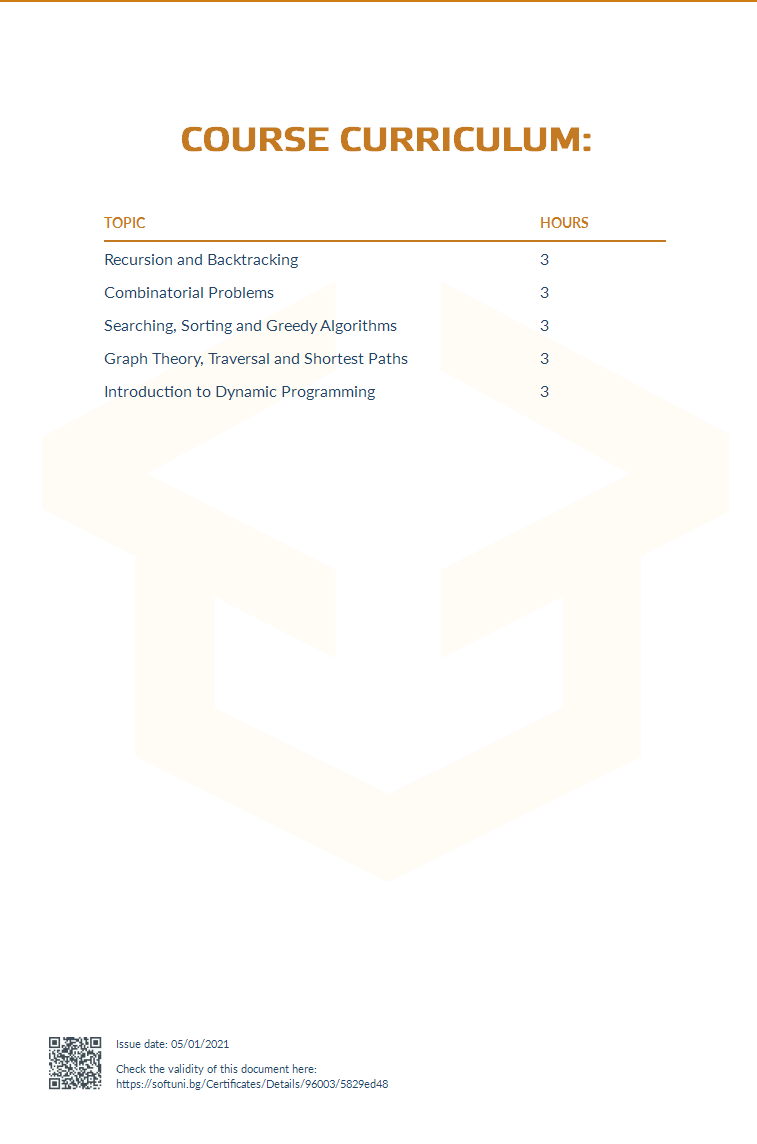 COURSE CURRICULUM:
TOPIC HOURS
Recursion and Backtracking 3
Combinatorial Problems 3
Searching, Sorting and Greedy Algorithms 3
Graph Theory, Traversal and Shortest Paths 3
Introduction to Dynamic Programming 3
Issue date: 05/01/2021
Check the validity of this document here:
https://softuni.bg/Certificates/Details/96003/5829ed48